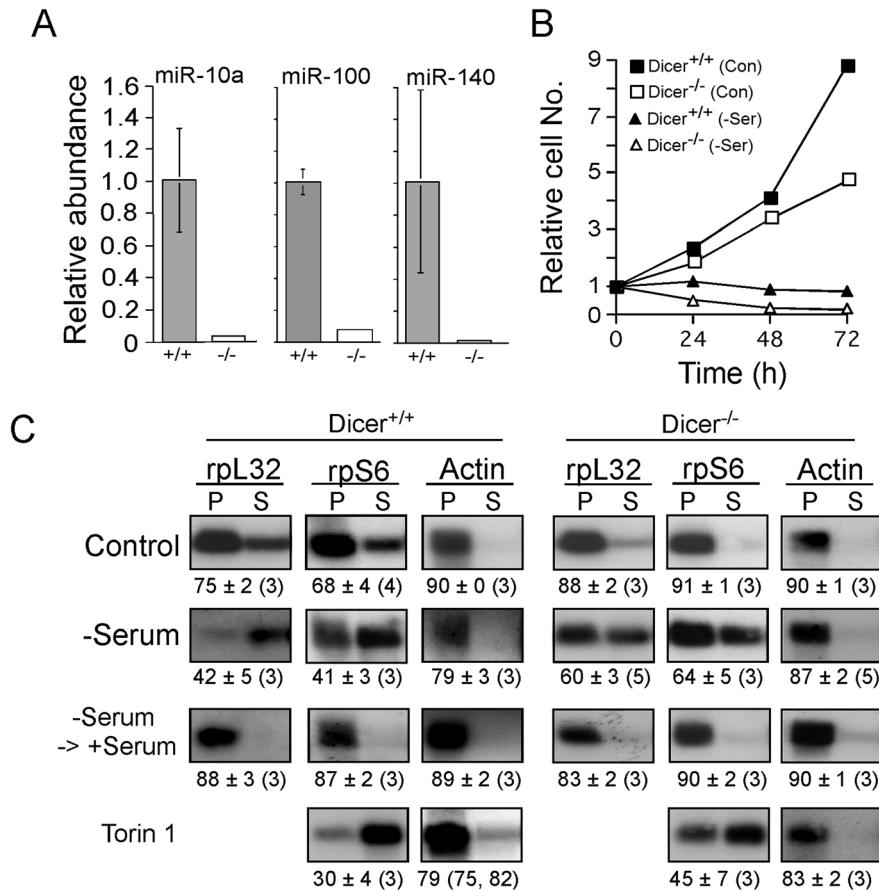 A
miR-10a miR-100 miR-140
Relative abundance
1.6
1.4
1.2
1.0
0.8
0.6
0.4
0.2
0
+/+ -/- +/+ -/- +/+ -/-
B
Relative cell No.
9
7
5
3
1
0
Dicer+/+ (Con)
Dicer-/- (Con)
Dicer+/+ (-Ser)
Dicer-/- (-Ser)
0 24 48 72
Time (h)
C
Dicer+/+ Dicer-/-
rpL32 rpS6 Actin rpL32 rpS6 Actin
P S P S P S P S P S P S
Control
75 ± 2 (3) 68 ± 4 (4) 90 ± 0 (3) 88 ± 2 (3) 91 ± 1 (3) 90 ± 1 (3)
-Serum
42 ± 5 (3) 41 ± 3 (3) 79 ± 3 (3) 60 ± 3 (5) 64 ± 5 (3) 87 ± 2 (5)
-Serum
-> +Serum
88 ± 3 (3) 87 ± 2 (3) 89 ± 2 (3) 83 ± 2 (3) 90 ± 2 (3) 90 ± 1 (3)
Torin 1
30 ± 4 (3) 79 (75, 82) 45 ± 7 (3) 83 ± 2 (3)